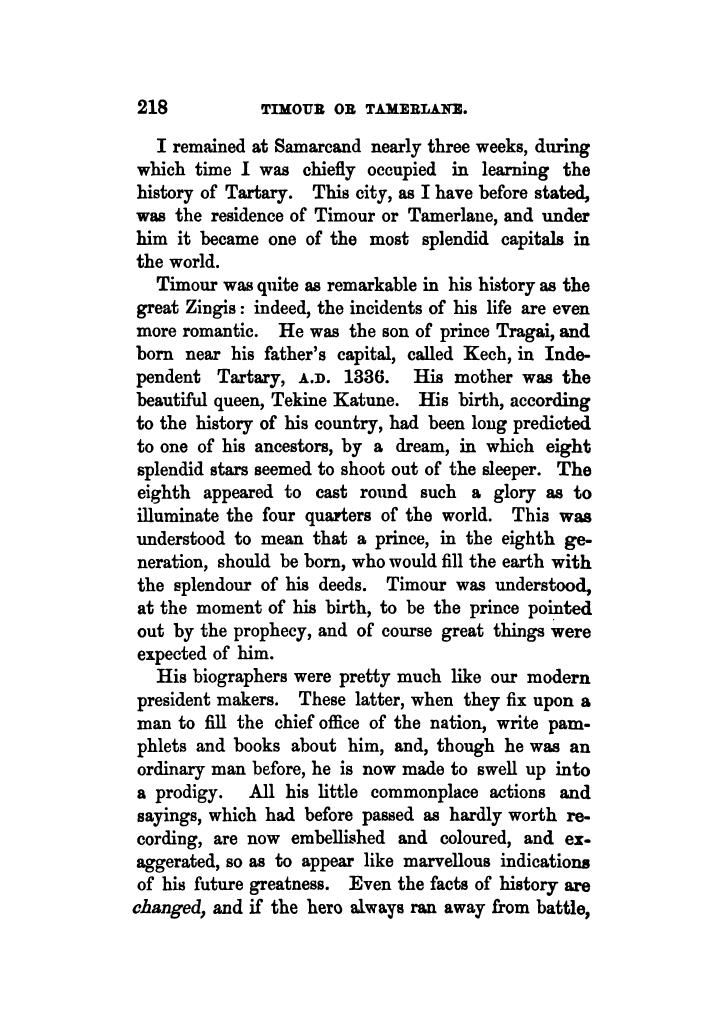 218 TIMOUR OR TAMERLANE.
I remained at Samarcand nearly three weeks, during
which time I was chiefly occupied in learning the
history of Tartary. This city, as I have before stated,
was the residence of Timour or Tamerlane, and under
him it became one of the most splendid capitals in
the world.
Timour was quite as remarkable in his history as the
great Zingis: indeed, the incidents of his life are even
more romantic. He was the son of prince Tragai, and
born near his father's capital, called Kech, in Inde-
pendent Tartary, A.D. 1336. His mother was the
beautiful queen, Tekine Katune. His birth, according
to the history of his country, had been long predicted
to one of his ancestors, by a dream, in which eight
splendid stars seemed to shoot out of the sleeper. The
eighth appeared to cast round such a glory as to
illuminate the four quarters of the world. This was
understood to mean that a prince, in the eighth ge-
neration, should be born, who would fill the earth with
the splendour of his deeds. Timour was understood,
at the moment of his birth, to be the prince pointed
out by the prophecy, and of course great things were
expected of him.
His biographers were pretty much like our modern
president makers. These latter, when they fix upon a
man to fill the chief office of the nation, write pam-
phlets and books about him, and, though he was an
ordinary man before, he is now made to swell up into
a prodigy. All his little commonplace actions and
sayings, which had before passed as hardly worth re-
cording, are now embellished and coloured, and ex-
aggerated, so as to appear like marvellous indications
of his future greatness. Even the facts of history are
changed, and if the hero always ran away from battle,